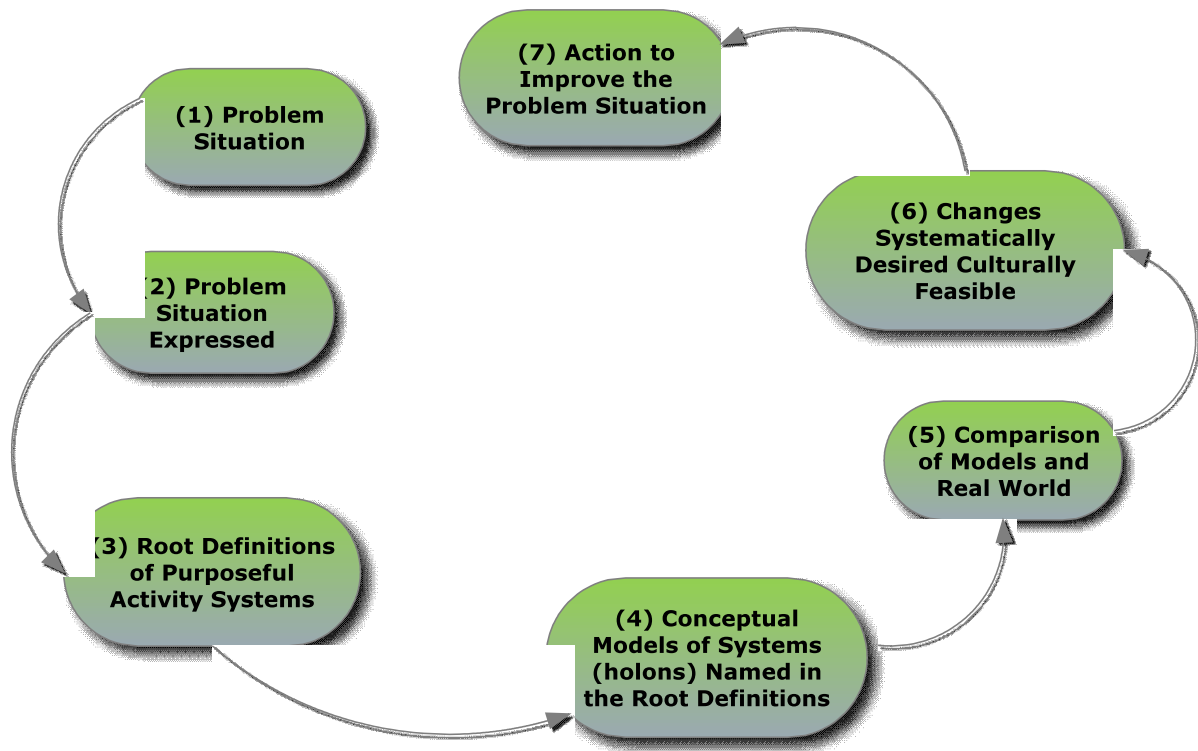 (1) Problem
Situation
(2) Problem
Situation
Expressed
(3) Root Definitions
of Purposeful
Activity Systems
(4) Conceptual
Models of Systems
(holons) Named in
the Root Definitions
(5) Comparison
of Models and
Real World
(6) Changes
Systematically
Desired Culturally
Feasible
(7) Action to
Improve the
Problem Situation